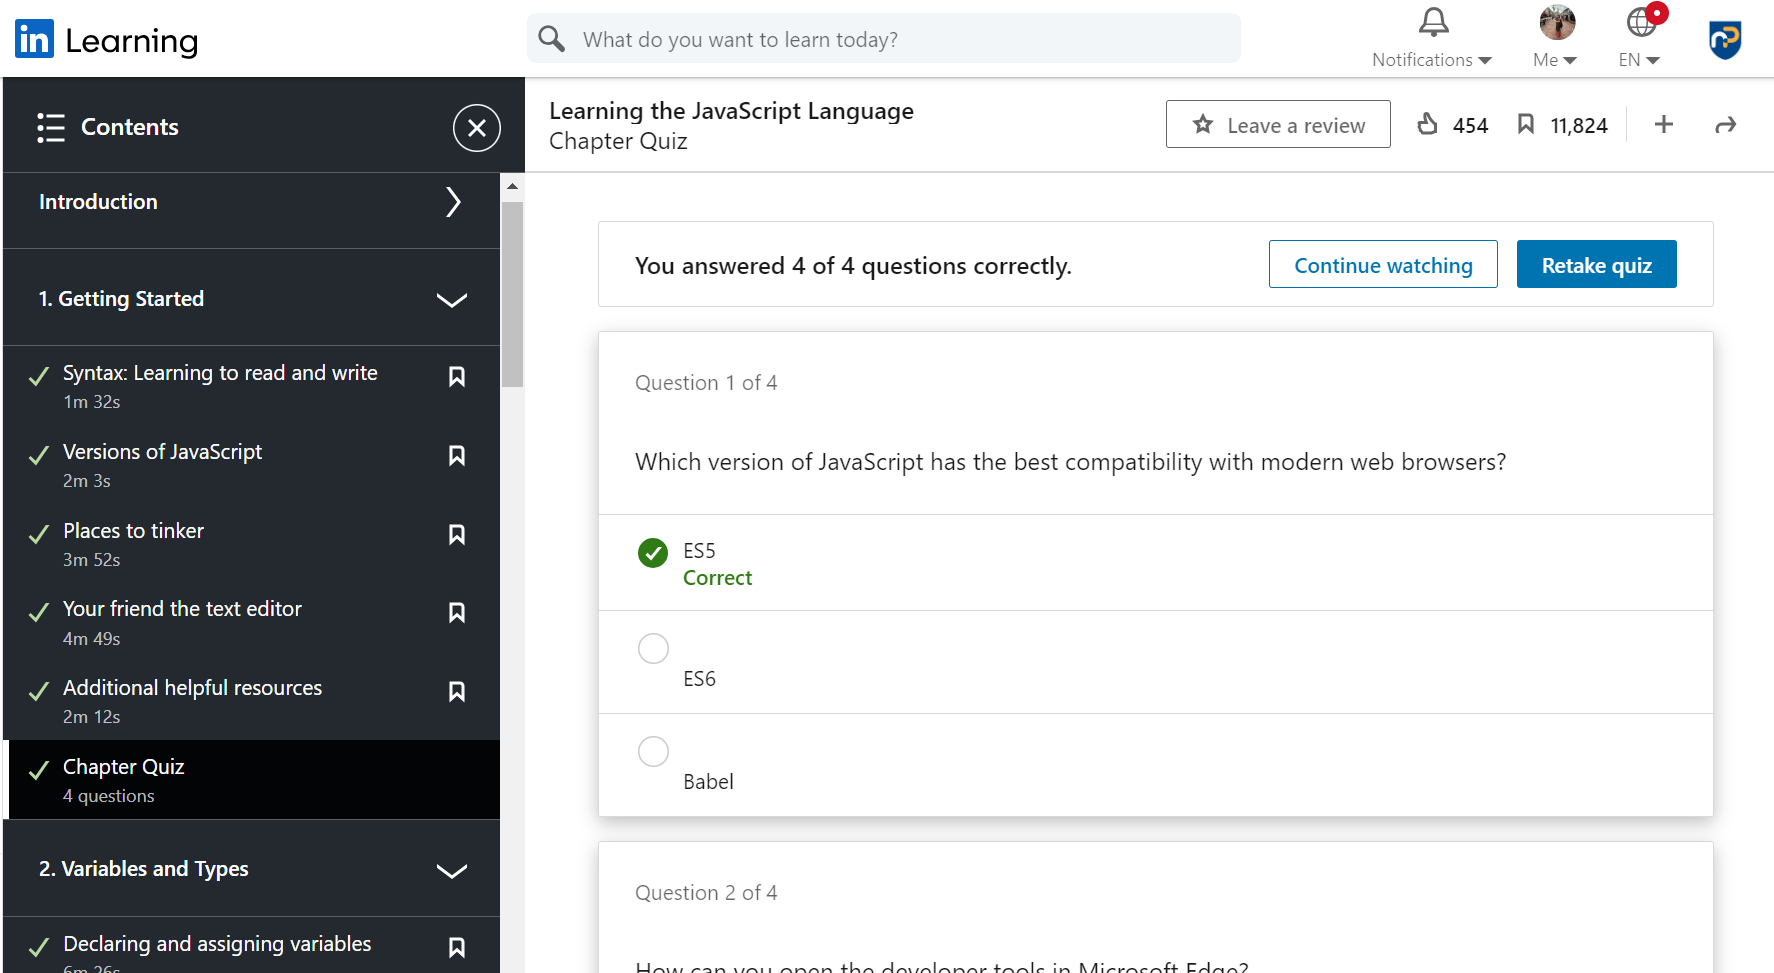 in Learning
What do you want to learn today?
Notifications
Me
EN
Contents
Introduction
1. Getting Started
Syntax: Learning to read and write
1m 32s
Versions of JavaScript
2m 3s
Places to tinker
3m 52s
Your friend the text editor
4m 49s
Additional helpful resources
2m 12s
Chapter Quiz
4 questions
2. Variables and Types
Declaring and assigning variables
6m 26s
Learning the JavaScript Language
Chapter Quiz
Leave a review
454
11,824
You answered 4 of 4 questions correctly.
Continue watching
Retake quiz
Question 1 of 4
Which version of JavaScript has the best compatibility with modern web browsers?
ES5
Correct
ES6
Babel
Question 2 of 4
How can you open the developer tools in Microsoft Edge?